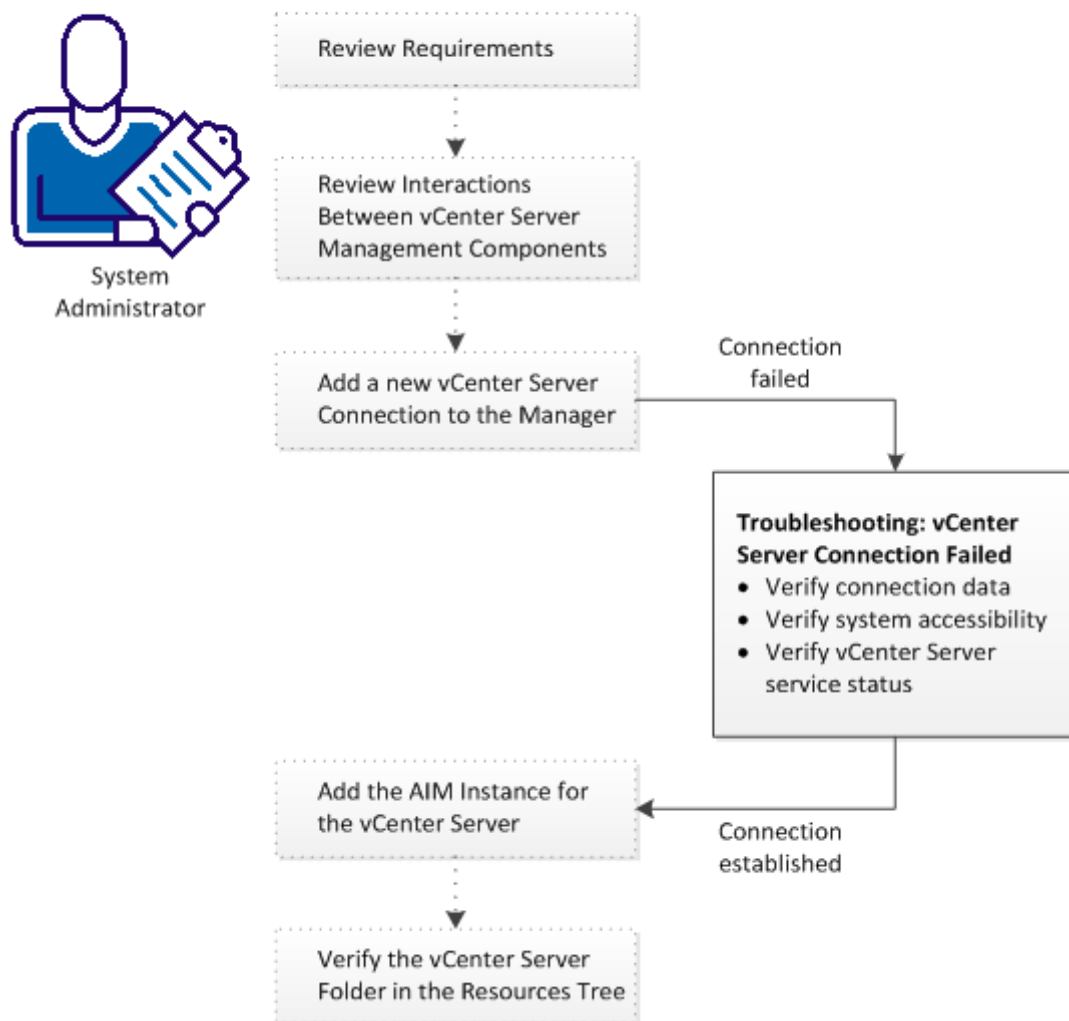 Review Requirements
Review Interactions
Between vCenter Server
Management Components
System
Administrator
Add a new vCenter Server
Connection to the Manager
Connection
failed
Troubleshooting: vCenter
Server Connection Failed
• Verify connection data
• Verify system accessibility
• Verify vCenter Server
service status
Add the AIM Instance for
the vCenter Server
Connection
established
Verify the vCenter Server
Folder in the Resources Tree